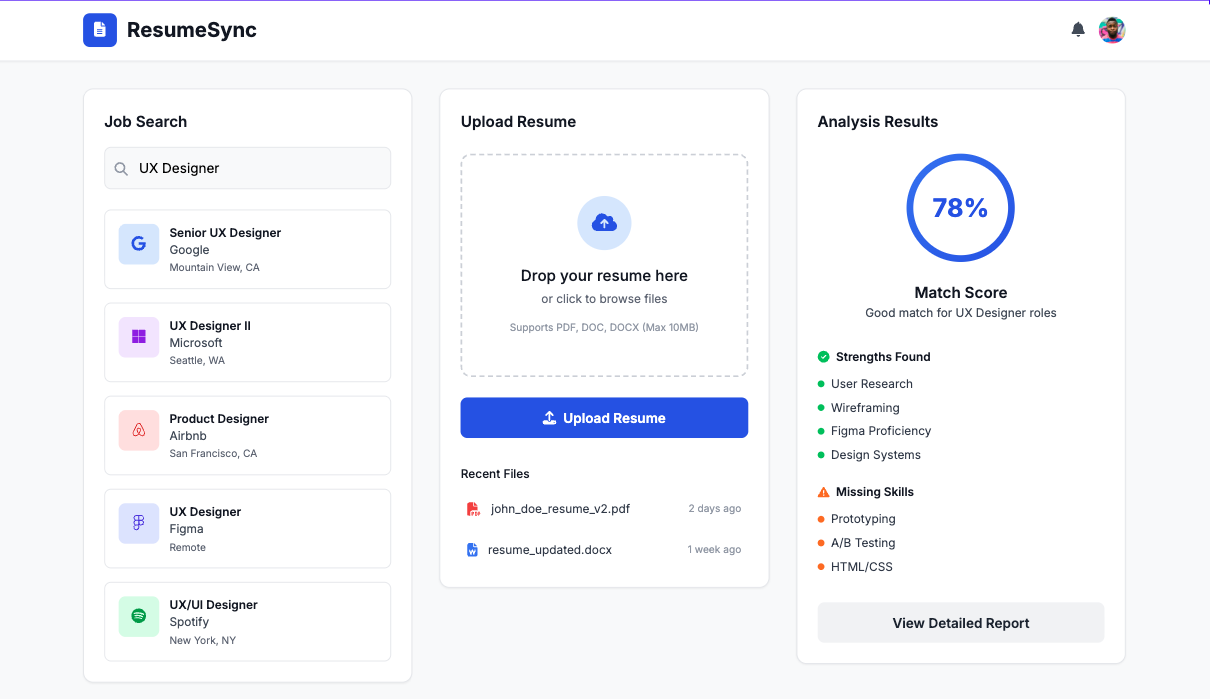 ResumeSync
Job Search
UX Designer
Senior UX Designer
Google
Mountain View, CA
UX Designer II
Microsoft
Seattle, WA
Product Designer
Airbnb
San Francisco, CA
UX Designer
Figma
Remote
UX/UI Designer
Spotify
New York, NY
Upload Resume
Drop your resume here
or click to browse files
Supports PDF, DOC, DOCX (Max 10MB)
Upload Resume
Recent Files
john_doe_resume_v2.pdf 2 days ago
resume_updated.docx 1 week ago
Analysis Results
78%
Match Score
Good match for UX Designer roles
Strengths Found
User Research
Wireframing
Figma Proficiency
Design Systems
Missing Skills
Prototyping
A/B Testing
HTML/CSS
View Detailed Report